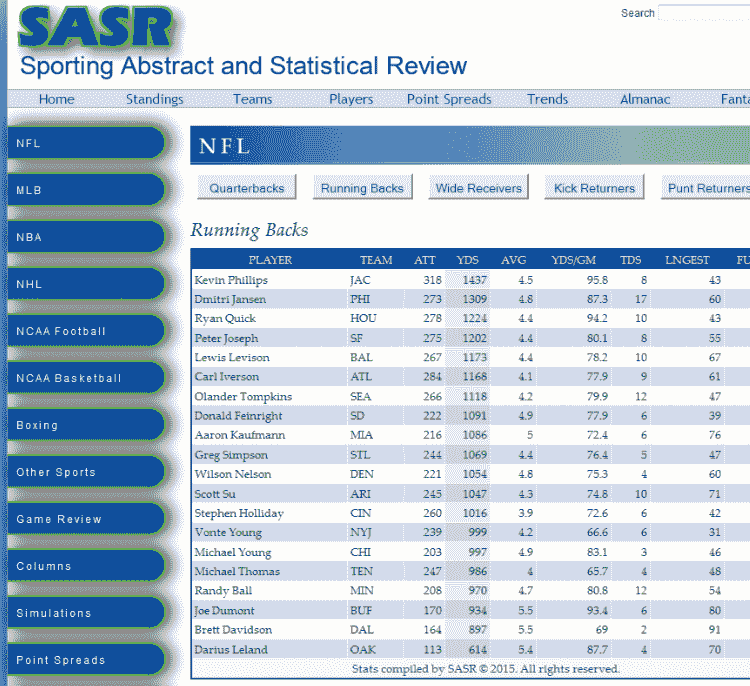 SASR
Search
Sporting Abstract and Statistical Review
Home Standings Teams Players Point Spreads Trends Almanac Fanta
NFL
MLB
NBA
NHL
NCAA Football
NCAA Basketball
Boxing
Other Sports
Game Review
Columns
Simulations
Point Spreads
NFL
Quarterbacks Running Backs Wide Receivers Kick Returners Punt Returners
Running Backs
PLAYER TEAM ATT YDS AVG YDS/GM TDS LNGEST FU
Kevin Phillips JAC 318 1437 4.5 95.8 8 43
Dmitri Jansen PHI 273 1309 4.8 87.3 17 60
Ryan Quick HOU 278 1224 4.4 94.2 10 43
Peter Joseph SF 275 1202 4.4 80.1 8 55
Lewis Levison BAL 267 1173 4.4 78.2 10 67
Carl Iverson ATL 284 1168 4.1 77.9 9 61
Olander Tompkins SEA 266 1118 4.2 79.9 12 47
Donald Feinright SD 222 1091 4.9 77.9 6 39
Aaron Kaufmann MIA 216 1086 5 72.4 6 76
Greg Simpson STL 244 1069 4.4 76.4 5 47
Wilson Nelson DEN 221 1054 4.8 75.3 4 60
Scott Su ARI 245 1047 4.3 74.8 10 71
Stephen Holliday CIN 260 1016 3.9 72.6 6 42
Vonte Young NYJ 239 999 4.2 66.6 6 31
Michael Young CHI 203 997 4.9 83.1 3 46
Michael Thomas TEN 247 986 4 65.7 4 48
Randy Ball MIN 208 970 4.7 80.8 12 54
Joe Dumont BUF 170 934 5.5 93.4 6 80
Brett Davidson DAL 164 897 5.5 69 2 91
Darius Leland OAK 113 614 5.4 87.7 4 70
Stats compiled by SASR © 2015. All rights reserved.